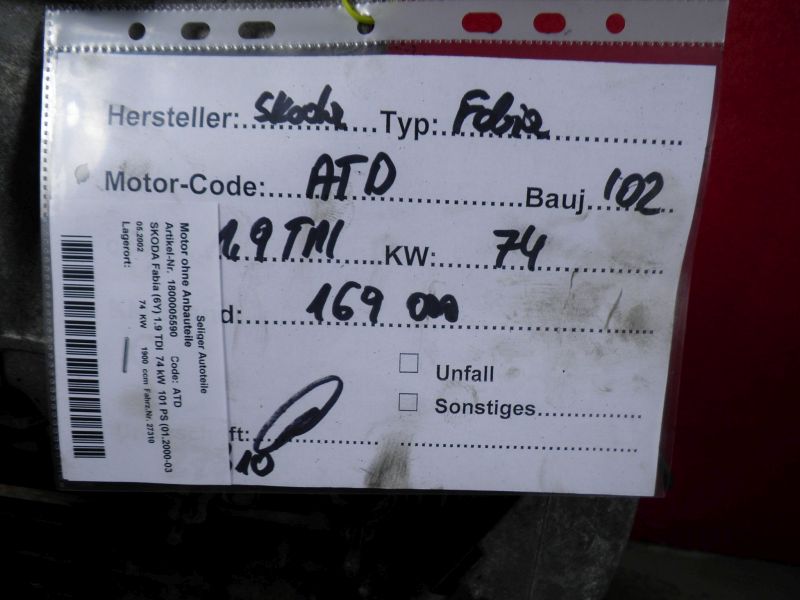 Hersteller: Skoda Typ: Fabia
Motor-Code: ATD Bauj. '02
1,9 TDI KW: 74
d: 169 000
Unfall
Sonstiges
ft:
10
Seliger Autoteile
Motor ohne Anbauteile
Artikel-Nr. 1800005590 Code: ATD
SKODA Fabia (6Y) 1.9 TDI 74 kW 101 PS (01.2000-03
05.2002 74 KW 1900 ccm Fahrz.Nr. 27310
Lagerort: